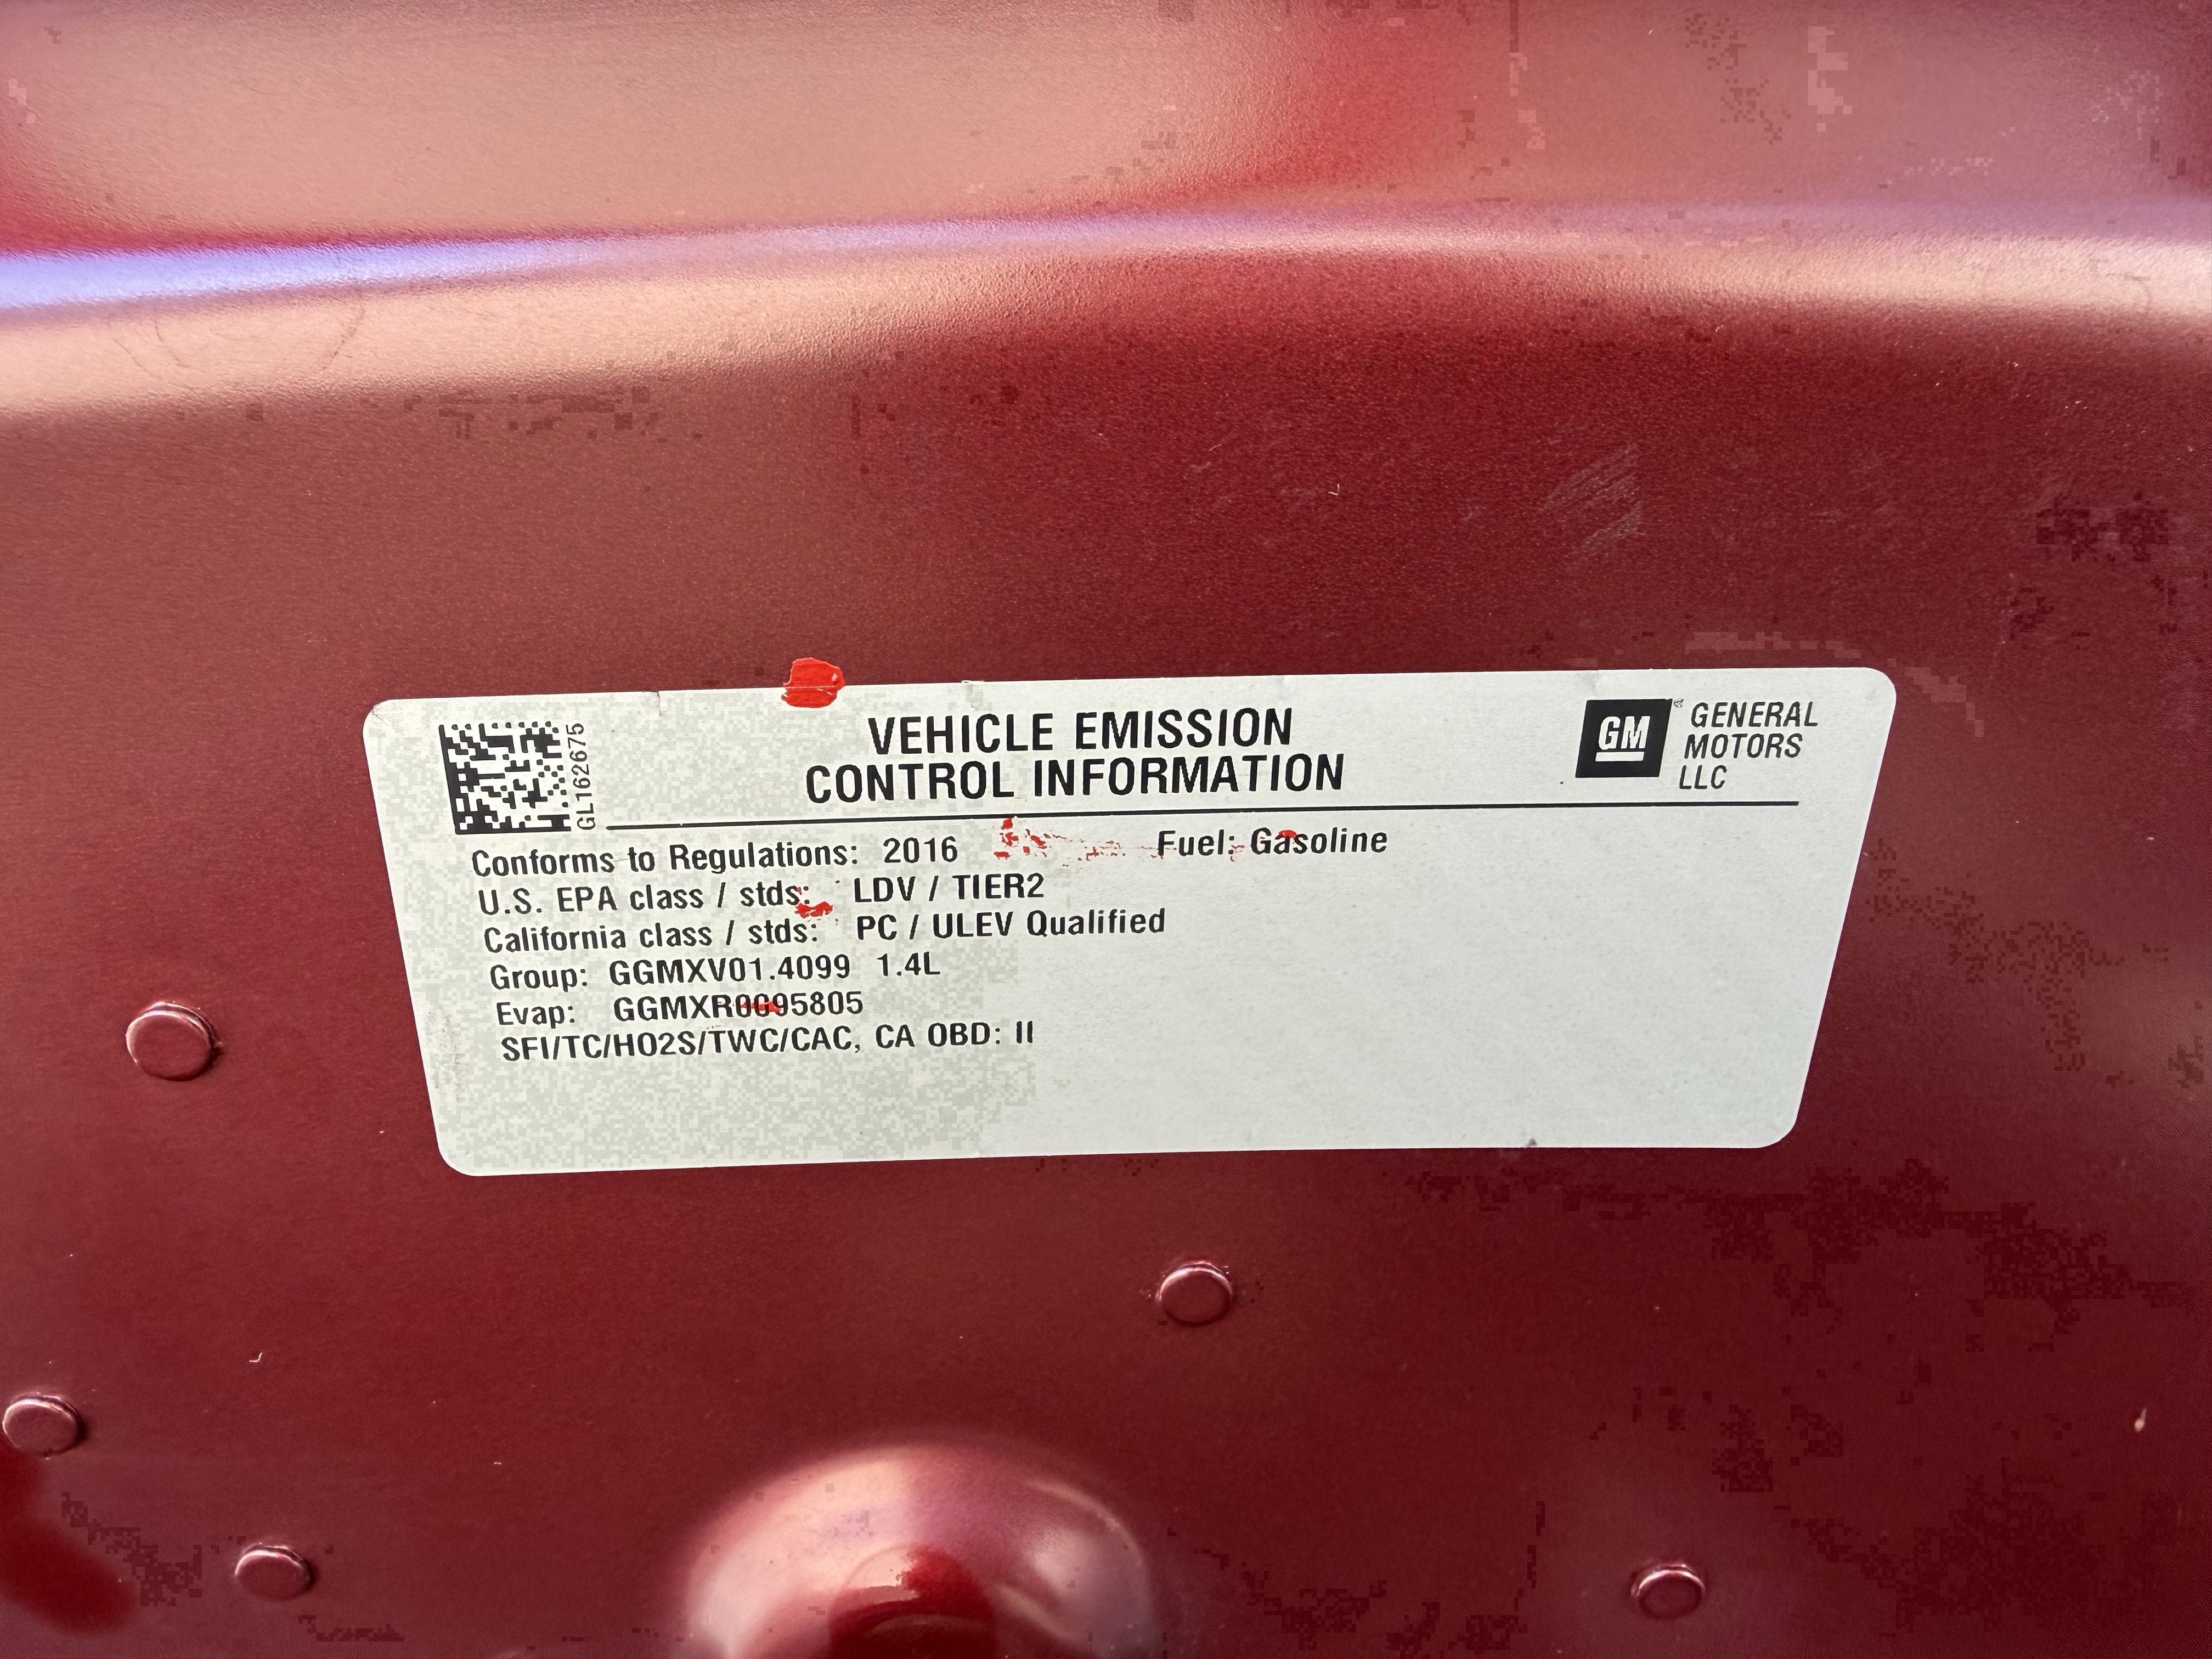 GL162675
VEHICLE EMISSION
CONTROL INFORMATION
GM
GENERAL
MOTORS
LLC
Conforms to Regulations: 2016 Fuel: Gasoline
U.S. EPA class / stds: LDV / TIER2
California class / stds: PC / ULEV Qualified
Group: GGMXV01.4099 1.4L
Evap: GGMXR0095805
SFI/TC/HO2S/TWC/CAC, CA OBD: II